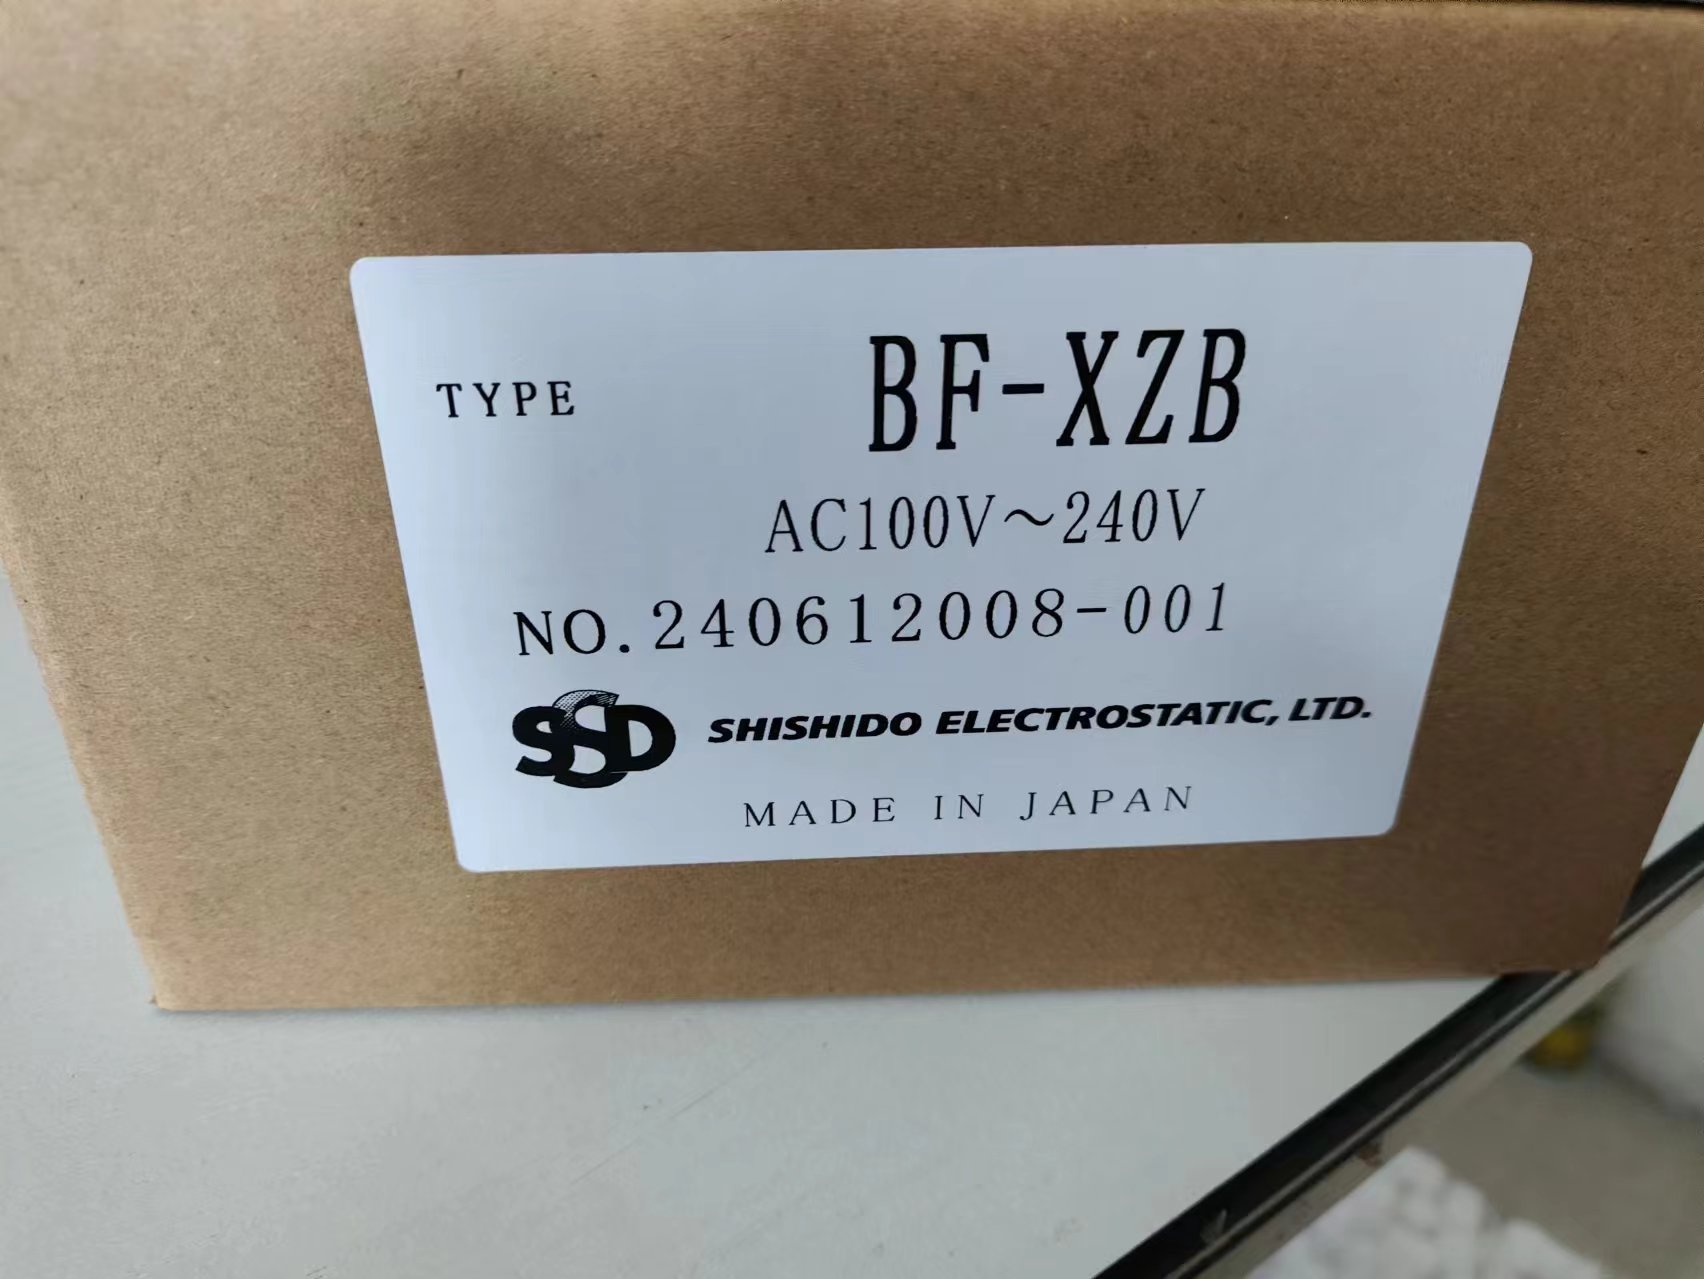 TYPE BF-XZB
AC100V～240V
NO.240612008-001
SSD SHISHIDO ELECTROSTATIC, LTD.
MADE IN JAPAN